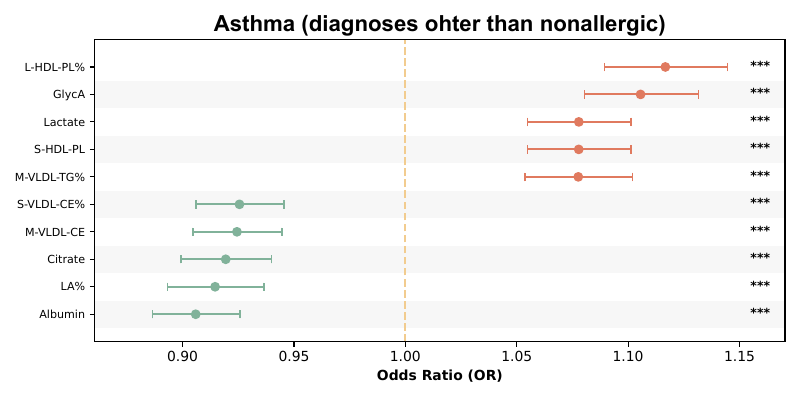 Asthma (diagnoses ohter than nonallergic)
L-HDL-PL% ***
GlycA ***
Lactate ***
S-HDL-PL ***
M-VLDL-TG% ***
S-VLDL-CE% ***
M-VLDL-CE ***
Citrate ***
LA% ***
Albumin ***
0.90 0.95 1.00 1.05 1.10 1.15
Odds Ratio (OR)